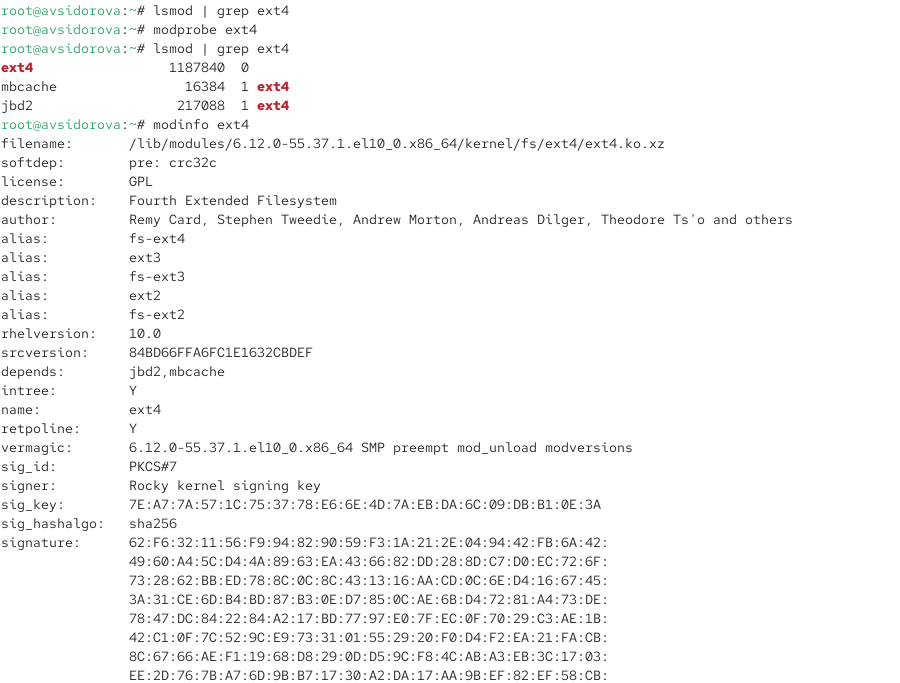 root@avsidorova:~# lsmod | grep ext4
root@avsidorova:~# modprobe ext4
root@avsidorova:~# lsmod | grep ext4
ext4                 1187840  0
mbcache                16384  1 ext4
jbd2                  217088  1 ext4
root@avsidorova:~# modinfo ext4
filename:       /lib/modules/6.12.0-55.37.1.el10_0.x86_64/kernel/fs/ext4/ext4.ko.xz
softdep:        pre: crc32c
license:        GPL
description:    Fourth Extended Filesystem
author:         Remy Card, Stephen Tweedie, Andrew Morton, Andreas Dilger, Theodore Ts'o and others
alias:          fs-ext4
alias:          ext3
alias:          fs-ext3
alias:          ext2
alias:          fs-ext2
rhelversion:    10.0
srcversion:     84BD66FFA6FC1E1632CBDEF
depends:        jbd2,mbcache
intree:         Y
name:           ext4
retpoline:      Y
vermagic:       6.12.0-55.37.1.el10_0.x86_64 SMP preempt mod_unload modversions
sig_id:         PKCS#7
signer:         Rocky kernel signing key
sig_key:        7E:A7:7A:57:1C:75:37:78:E6:6E:4D:7A:EB:DA:6C:09:DB:B1:0E:3A
sig_hashalgo:   sha256
signature:      62:F6:32:11:56:F9:94:82:90:59:F3:1A:21:2E:04:94:42:FB:6A:42:
                49:60:A4:5C:D4:4A:89:63:EA:43:66:82:DD:28:8D:C7:D0:EC:72:6F:
                73:28:62:BB:ED:78:8C:0C:8C:43:13:16:AA:CD:0C:6E:D4:16:67:45:
                3A:31:CE:6D:B4:BD:87:B3:0E:D7:85:0C:AE:6B:D4:72:81:A4:73:DE:
                78:47:DC:84:22:84:A2:17:BD:77:97:E0:7F:EC:0F:70:29:C3:AE:1B:
                42:C1:0F:7C:52:9C:E9:73:31:01:55:29:20:F0:D4:F2:EA:21:FA:CB:
                8C:67:66:AE:F1:19:68:D8:29:0D:D5:9C:F8:4C:AB:A3:EB:3C:17:03:
                EE:2D:76:7B:A7:6D:9B:B7:17:30:A2:DA:17:AA:9B:EF:82:EF:58:CB: